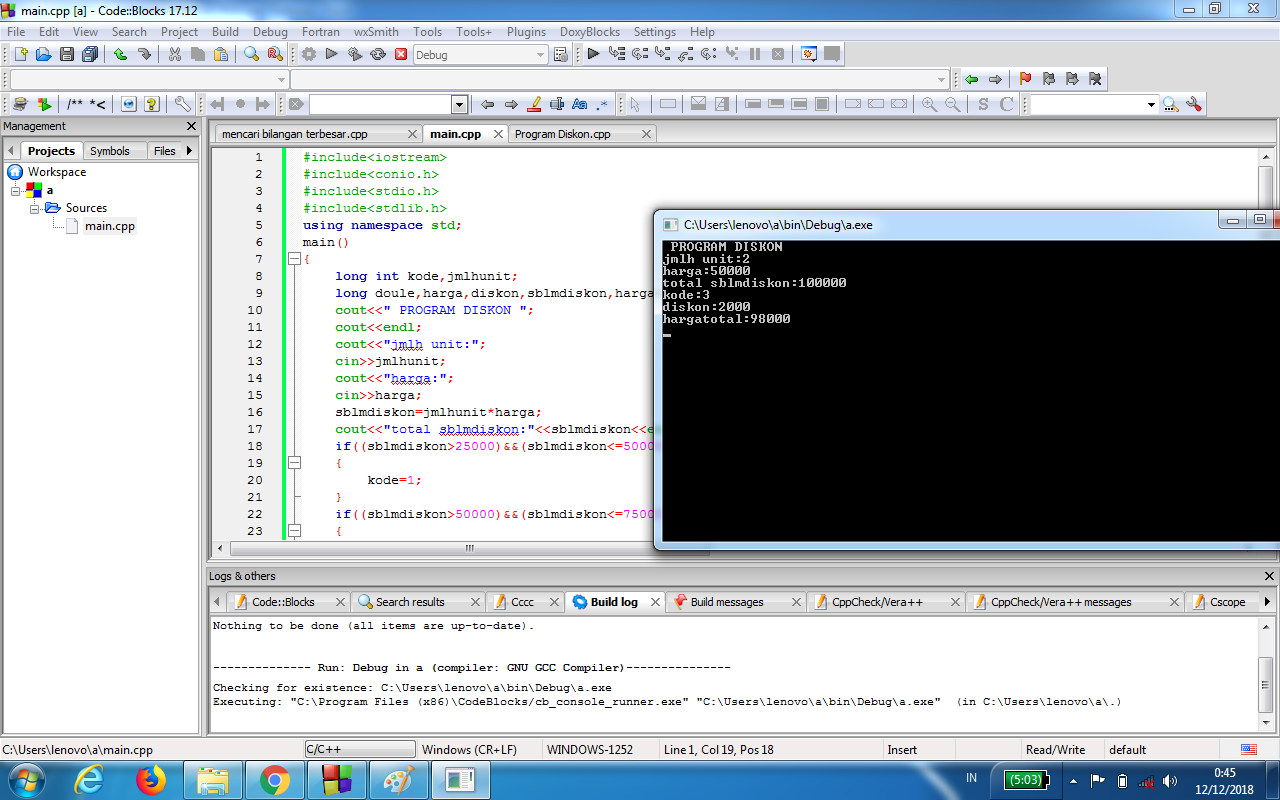 main.cpp [a] - Code::Blocks 17.12
File Edit View Search Project Build Debug Fortran wxSmith Tools Tools+ Plugins DoxyBlocks Settings Help
Debug
/** *<
Aa .*
S C
Management
mencari bilangan terbesar.cpp main.cpp Program Diskon.cpp
Projects Symbols Files
Workspace
a
Sources
main.cpp
1 #include<iostream>
2 #include<conio.h>
3 #include<stdio.h>
4 #include<stdlib.h>
5 using namespace std;
6 main()
7 {
8 long int kode,jmlhunit;
9 long doule,harga,diskon,sblmdiskon,harga
10 cout<<" PROGRAM DISKON ";
11 cout<<endl;
12 cout<<"jmlh unit:";
13 cin>>jmlhunit;
14 cout<<"harga:";
15 cin>>harga;
16 sblmdiskon=jmlhunit*harga;
17 cout<<"total sblmdiskon:"<<sblmdiskon<<e
18 if((sblmdiskon>25000)&&(sblmdiskon<=5000
19 {
20 kode=1;
21 }
22 if((sblmdiskon>50000)&&(sblmdiskon<=7500
23 {
C:\Users\lenovo\a\bin\Debug\a.exe
PROGRAM DISKON
jmlh unit:2
harga:50000
total sblmdiskon:100000
kode:3
diskon:2000
hargatotal:98000
Logs & others
Code::Blocks Search results Cccc Build log Build messages CppCheck/Vera++ CppCheck/Vera++ messages Cscope
Nothing to be done (all items are up-to-date).
-------------- Run: Debug in a (compiler: GNU GCC Compiler)---------------
Checking for existence: C:\Users\lenovo\a\bin\Debug\a.exe
Executing: "C:\Program Files (x86)\CodeBlocks/cb_console_runner.exe" "C:\Users\lenovo\a\bin\Debug\a.exe"  (in C:\Users\lenovo\a\.)
C:\Users\lenovo\a\main.cpp C/C++ Windows (CR+LF) WINDOWS-1252 Line 1, Col 19, Pos 18 Insert Read/Write default
IN (5:03) 0:45
12/12/2018